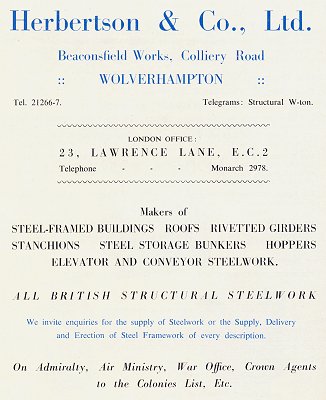 Herbertson & Co., Ltd.
Beaconsfield Works, Colliery Road
:: WOLVERHAMPTON ::
Tel. 21266-7. Telegrams: Structural W-ton.
LONDON OFFICE :
23, LAWRENCE LANE, E.C.2
Telephone - - - Monarch 2978.
Makers of
STEEL-FRAMED BUILDINGS ROOFS RIVETTED GIRDERS
STANCHIONS STEEL STORAGE BUNKERS HOPPERS
ELEVATOR AND CONVEYOR STEELWORK.
ALL BRITISH STRUCTURAL STEELWORK
We invite enquiries for the supply of Steelwork or the Supply, Delivery
and Erection of Steel Framework of every description.
On Admiralty, Air Ministry, War Office, Crown Agents
to the Colonies List, Etc.